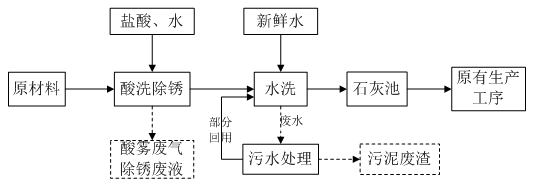 盐酸、水
新鲜水
原材料
酸洗除锈
水洗
石灰池
原有生产
工序
部分
回用
废水
酸雾废气
除锈废液
污水处理
污泥废渣